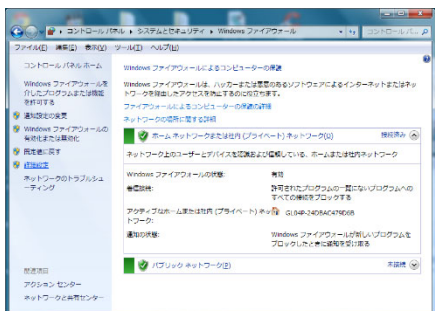 コントロール パネル ▸ システムとセキュリティ ▸ Windows ファイアウォール
コントロール パ...
ファイル(F) 編集(E) 表示(V) ツール(T) ヘルプ(H)
コントロール パネル ホーム
Windows ファイアウォールを
介したプログラムまたは機能
を許可する
通知設定の変更
Windows ファイアウォールの
有効化または無効化
既定値に戻す
詳細設定
ネットワークのトラブルシュ
ーティング
関連項目
アクション センター
ネットワークと共有センター
Windows ファイアウォールによるコンピューターの保護
Windows ファイアウォールは、ハッカーまたは悪意のあるソフトウェアによるインターネットまたはネッ
トワークを経由したアクセスを防止するのに役立ちます。
ファイアウォールによるコンピューターの保護の詳細
ネットワークの場所に関する詳細
ホーム ネットワークまたは社内 (プライベート) ネットワーク(O) 接続済み
ネットワーク上のユーザーとデバイスを認識および信頼している、ホームまたは社内ネットワーク
Windows ファイアウォールの状態: 有効
着信接続: 許可されたプログラムの一覧にないプログラムへの
すべての接続をブロックする
アクティブなホームまたは社内 (プライベート) ネッ GL04P-24DBAC479D6B
トワーク:
通知の状態: Windows ファイアウォールが新しいプログラムを
ブロックしたときに通知を受け取る
パブリック ネットワーク(P) 未接続